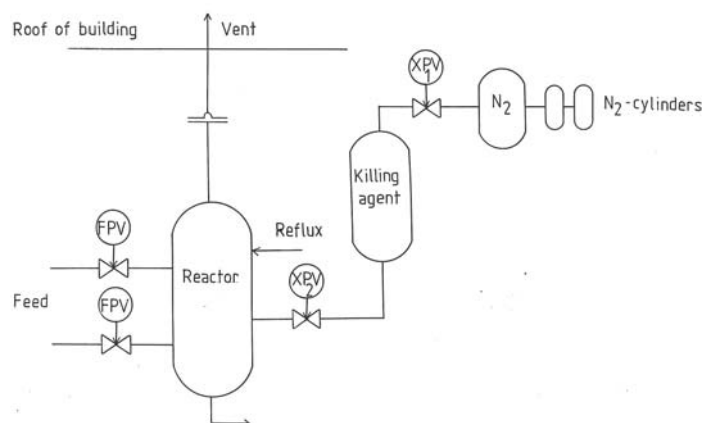 Roof of building
Vent
XPV
1
N2
N2-cylinders
Killing
agent
FPV
Reflux
Reactor
XPV
2
Feed
FPV